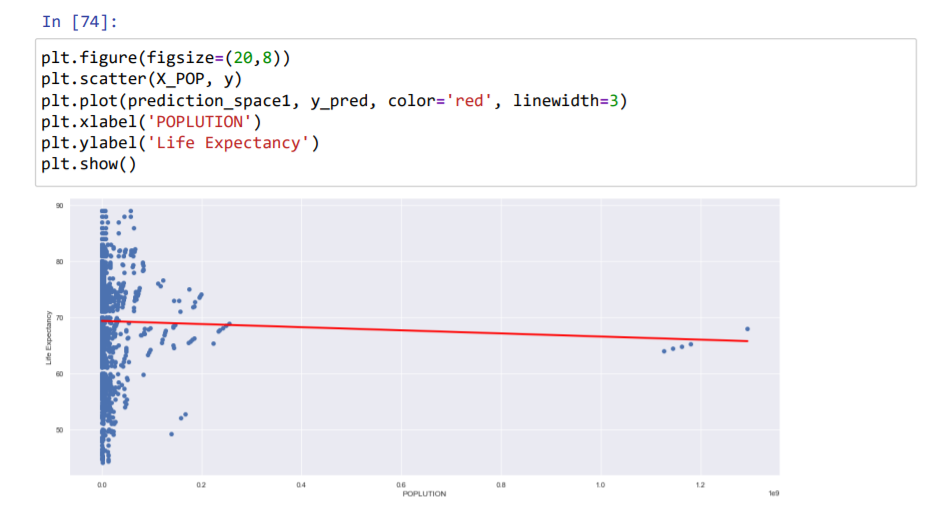 In [74]:
plt.figure(figsize=(20,8))
plt.scatter(X_POP, y)
plt.plot(prediction_space1, y_pred, color='red', linewidth=3)
plt.xlabel('POPLUTION')
plt.ylabel('Life Expectancy')
plt.show()
90
80
70
60
50
Life Expectancy
0.0 0.2 0.4 0.6 0.8 1.0 1.2
POPLUTION
1e9